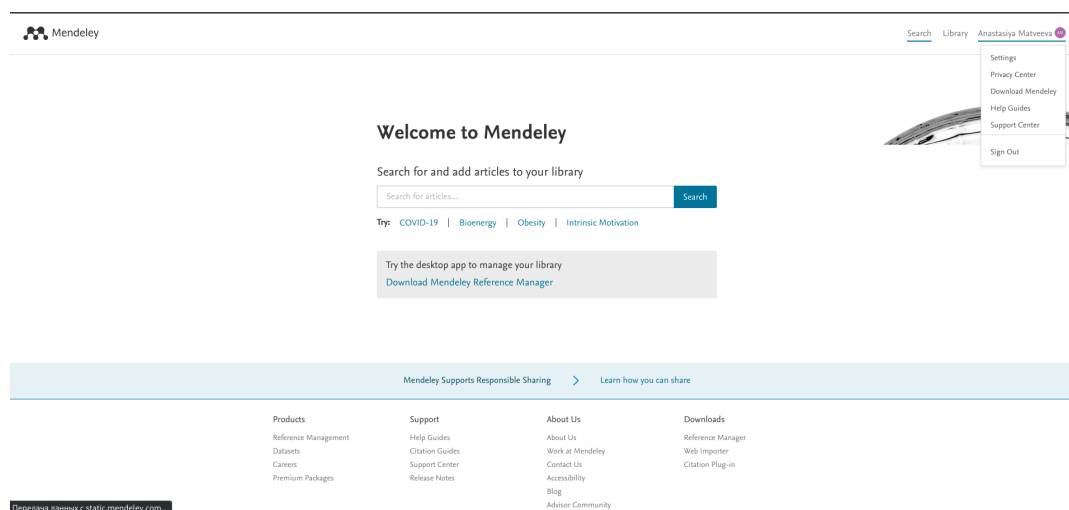 Mendeley
Search Library Anastasiya Matveeva AM
Settings
Privacy Center
Download Mendeley
Help Guides
Support Center
Sign Out
Welcome to Mendeley
Search for and add articles to your library
Search for articles... Search
Try: COVID-19 | Bioenergy | Obesity | Intrinsic Motivation
Try the desktop app to manage your library
Download Mendeley Reference Manager
Mendeley Supports Responsible Sharing > Learn how you can share
Products Support About Us Downloads
Reference Management Help Guides About Us Reference Manager
Datasets Citation Guides Work at Mendeley Web Importer
Careers Support Center Contact Us Citation Plug-in
Premium Packages Release Notes Accessibility
Blog
Advisor Community
Передача данных с static.mendeley.com...